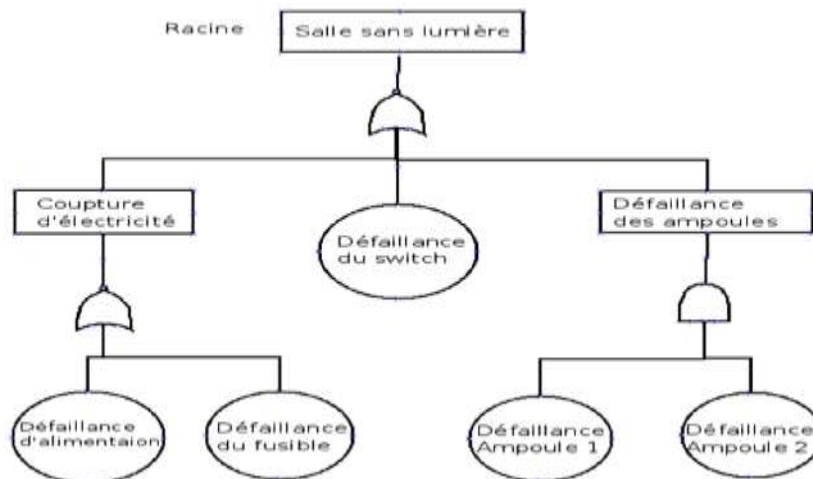 Racine
Salle sans lumière
Coupture
d'électricité
Défaillance
du switch
Défaillance
des ampoules
Défaillance
d'alimentaion
Défaillance
du fusible
Défaillance
Ampoule 1
Défaillance
Ampoule 2